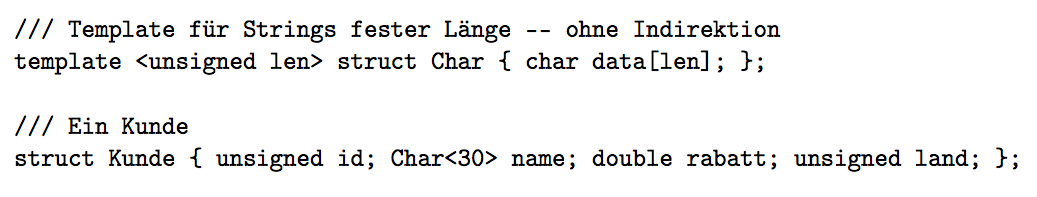 /// Template für Strings fester Länge -- ohne Indirektion
template <unsigned len> struct Char { char data[len]; };
/// Ein Kunde
struct Kunde { unsigned id; Char<30> name; double rabatt; unsigned land; };